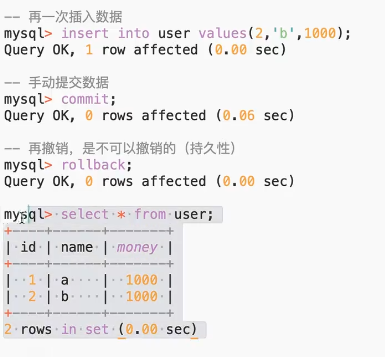 -- 再一次插入数据
mysql> insert into user values(2,'b',1000);
Query OK, 1 row affected (0.00 sec)
-- 手动提交数据
mysql> commit;
Query OK, 0 rows affected (0.06 sec)
-- 再撤销，是不可以撤销的（持久性）
mysql> rollback;
Query OK, 0 rows affected (0.00 sec)
mysql> select * from user;
+----+------+-------+
| id | name | money |
+----+------+-------+
|  1 | a    |  1000 |
|  2 | b    |  1000 |
+----+------+-------+
2 rows in set (0.00 sec)